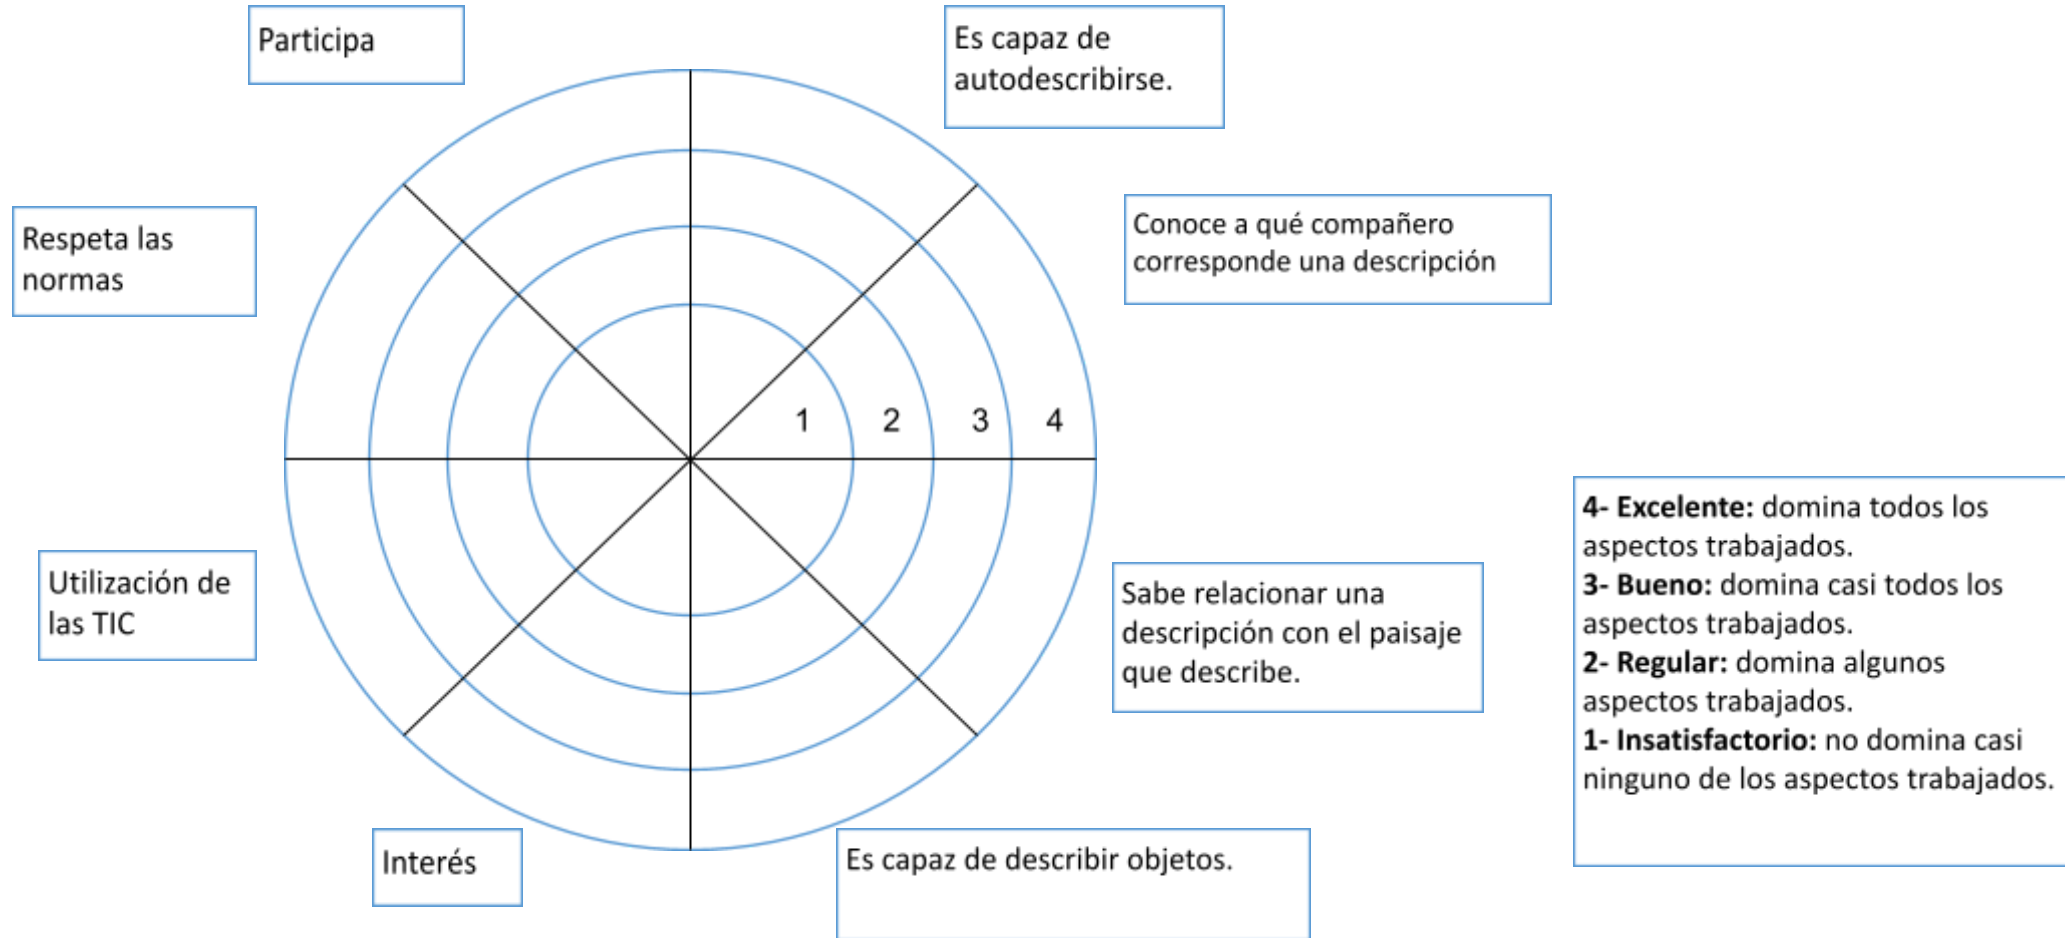 Participa
Es capaz de
autodescribirse.
Respeta las
normas
Conoce a qué compañero
corresponde una descripción
1 2 3 4
Utilización de
las TIC
Sabe relacionar una
descripción con el paisaje
que describe.
Interés
Es capaz de describir objetos.
4- Excelente: domina todos los
aspectos trabajados.
3- Bueno: domina casi todos los
aspectos trabajados.
2- Regular: domina algunos
aspectos trabajados.
1- Insatisfactorio: no domina casi
ninguno de los aspectos trabajados.